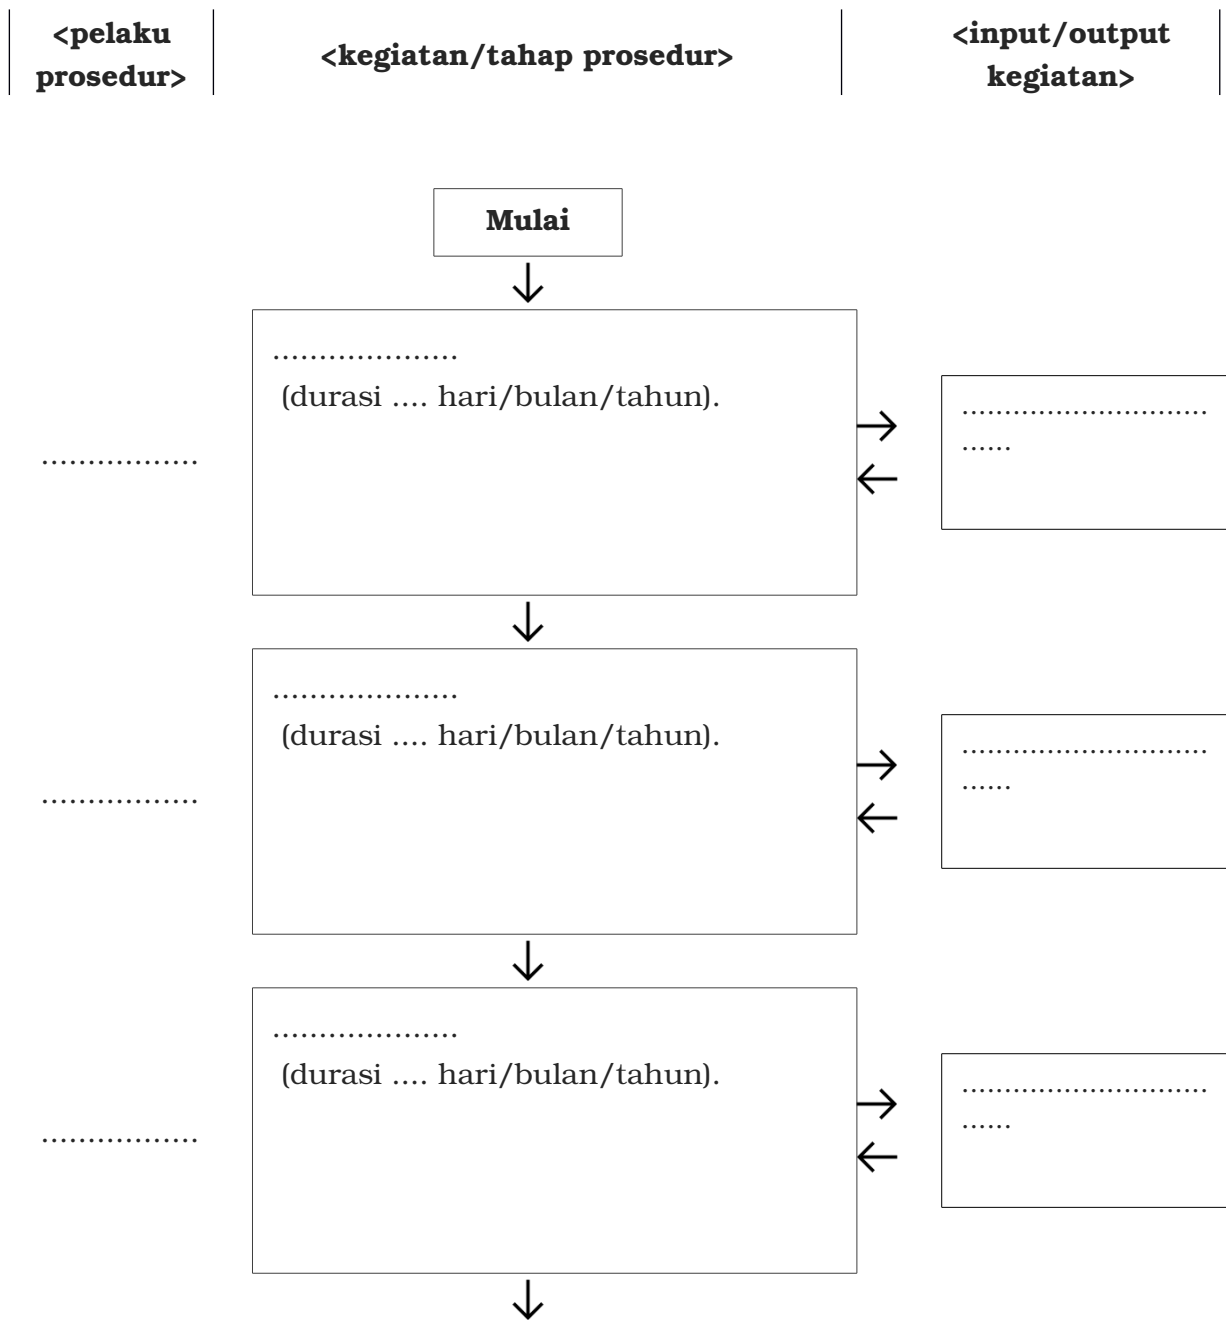 <pelaku
prosedur>
<kegiatan/tahap prosedur>
<input/output
kegiatan>
Mulai
....................
(durasi .... hari/bulan/tahun).
.................
.............................
......
....................
(durasi .... hari/bulan/tahun).
.................
.............................
......
....................
(durasi .... hari/bulan/tahun).
.................
.............................
......